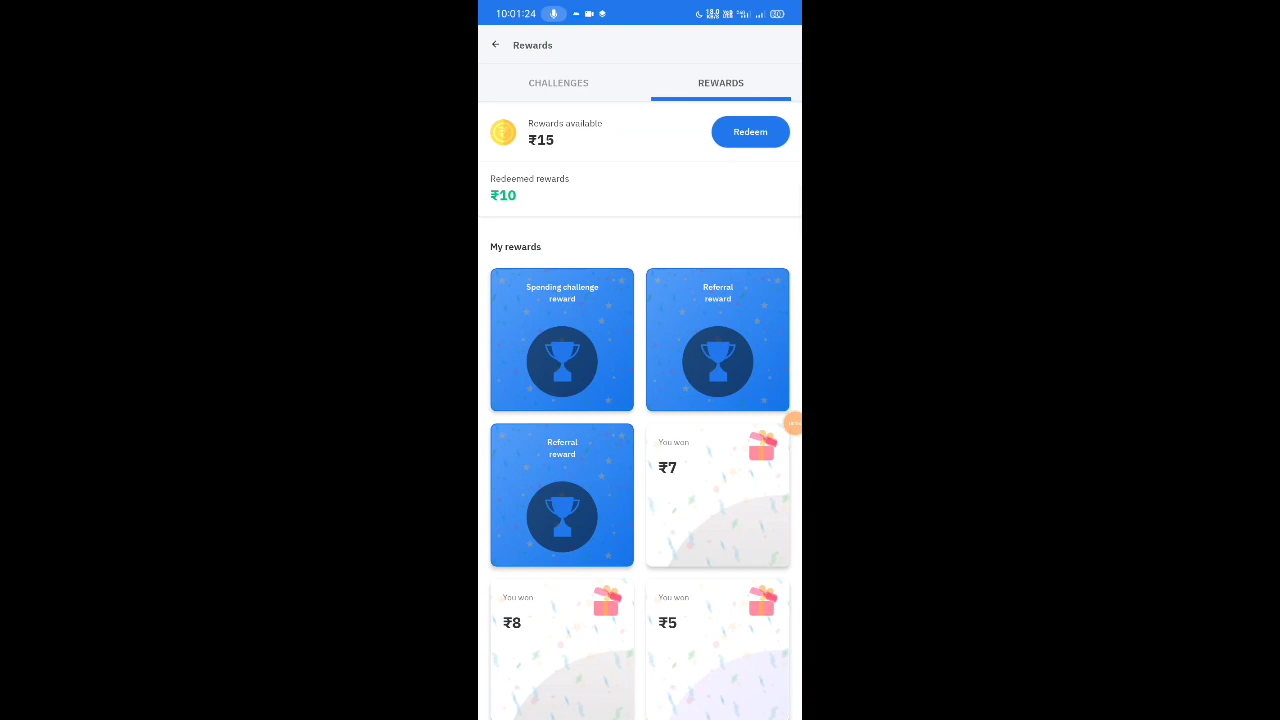 10:01:24
Rewards
CHALLENGES
REWARDS
Rewards available
₹15
Redeem
Redeemed rewards
₹10
My rewards
Spending challenge
reward
Referral
reward
Referral
reward
You won
₹7
You won
₹8
You won
₹5